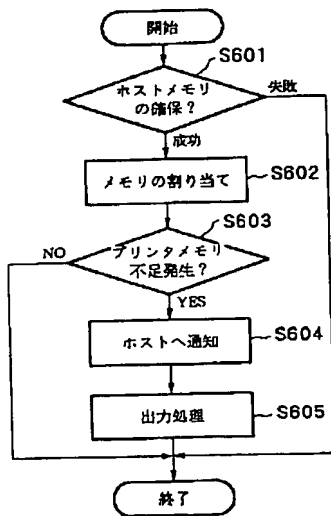 開始
S601
ホストメモリ
の確保?
失敗
成功
メモリの割り当て
S602
S603
NO
プリンタメモリ
不足発生?
YES
ホストへ通知
S604
出力処理
S605
終了